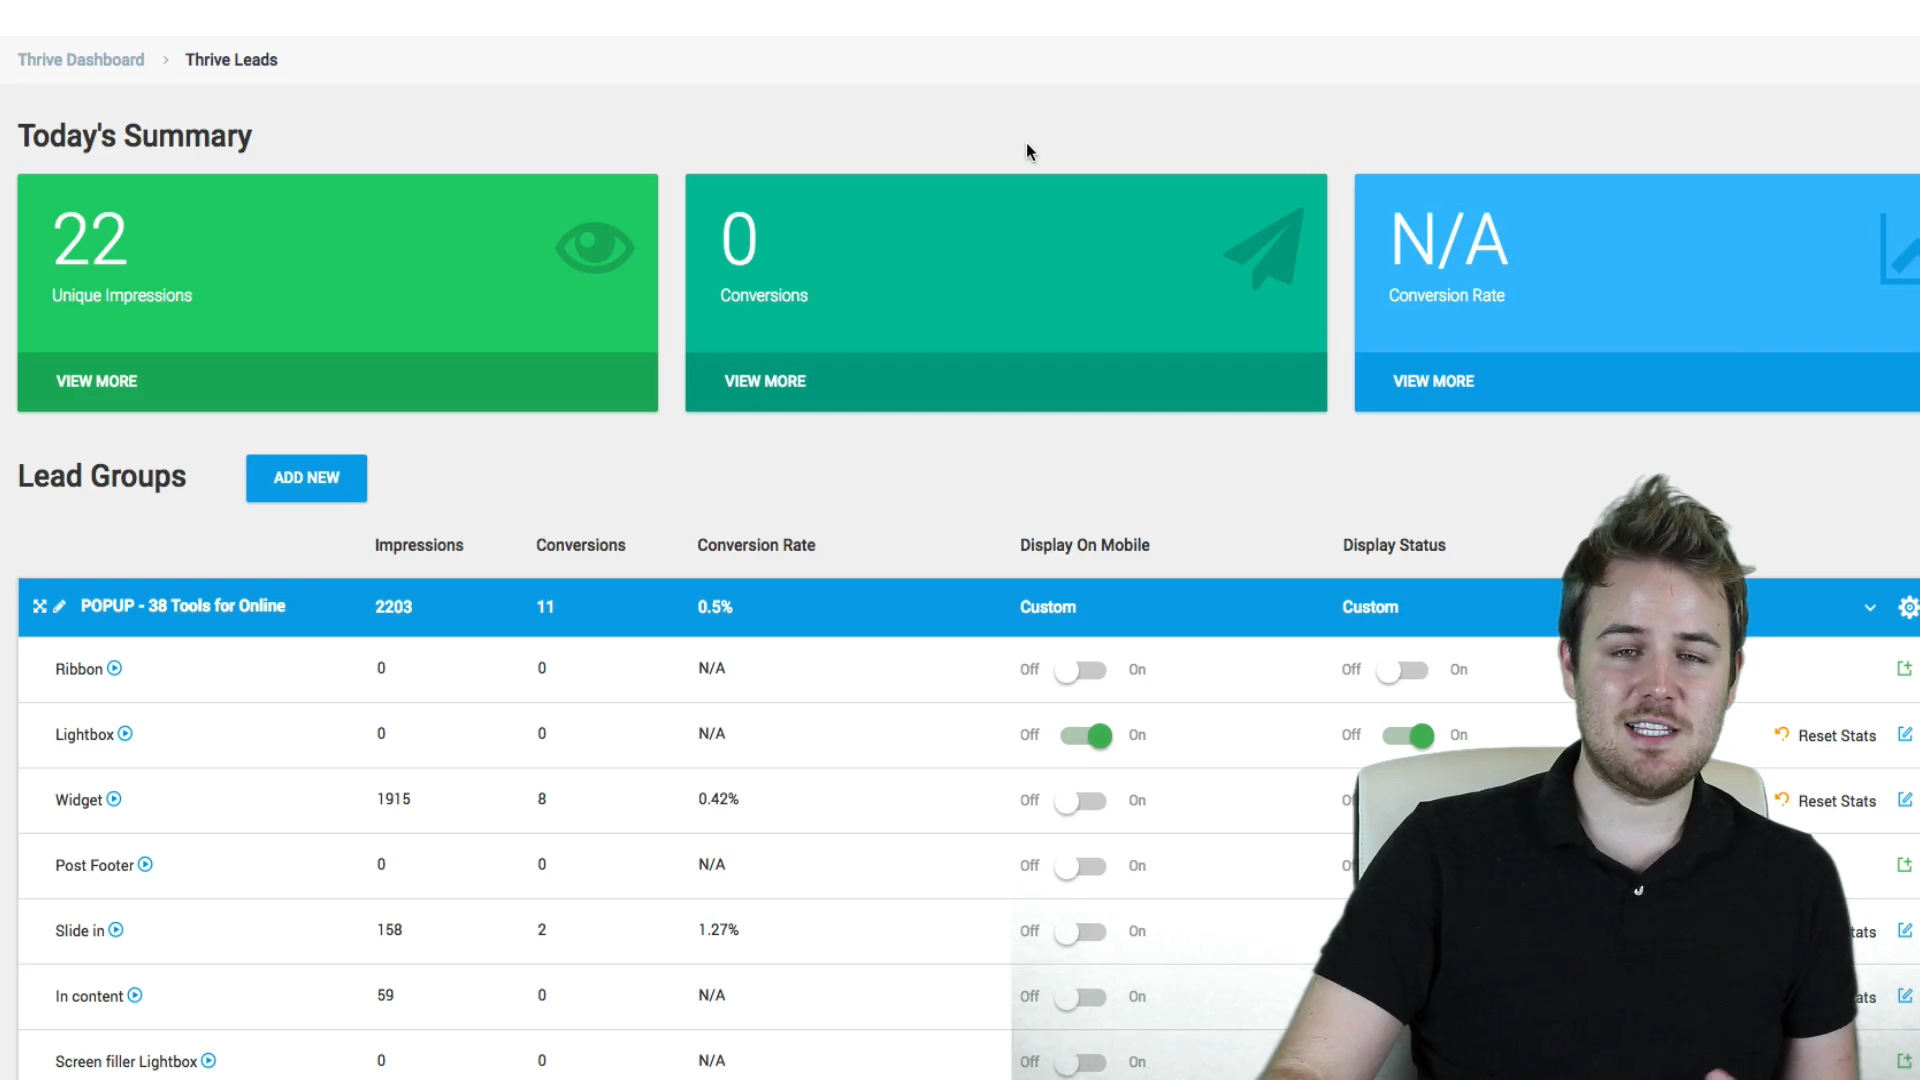 Thrive Dashboard > Thrive Leads
Today's Summary
22
Unique Impressions
VIEW MORE
0
Conversions
VIEW MORE
N/A
Conversion Rate
VIEW MORE
Lead Groups ADD NEW
Impressions Conversions Conversion Rate Display On Mobile Display Status
POPUP - 38 Tools for Online 2203 11 0.5% Custom Custom
Ribbon 0 0 N/A Off On Off On
Lightbox 0 0 N/A Off On Off On Reset Stats
Widget 1915 8 0.42% Off On Reset Stats
Post Footer 0 0 N/A Off On
Slide in 158 2 1.27% Off On
In content 59 0 N/A Off On
Screen filler Lightbox 0 0 N/A Off On